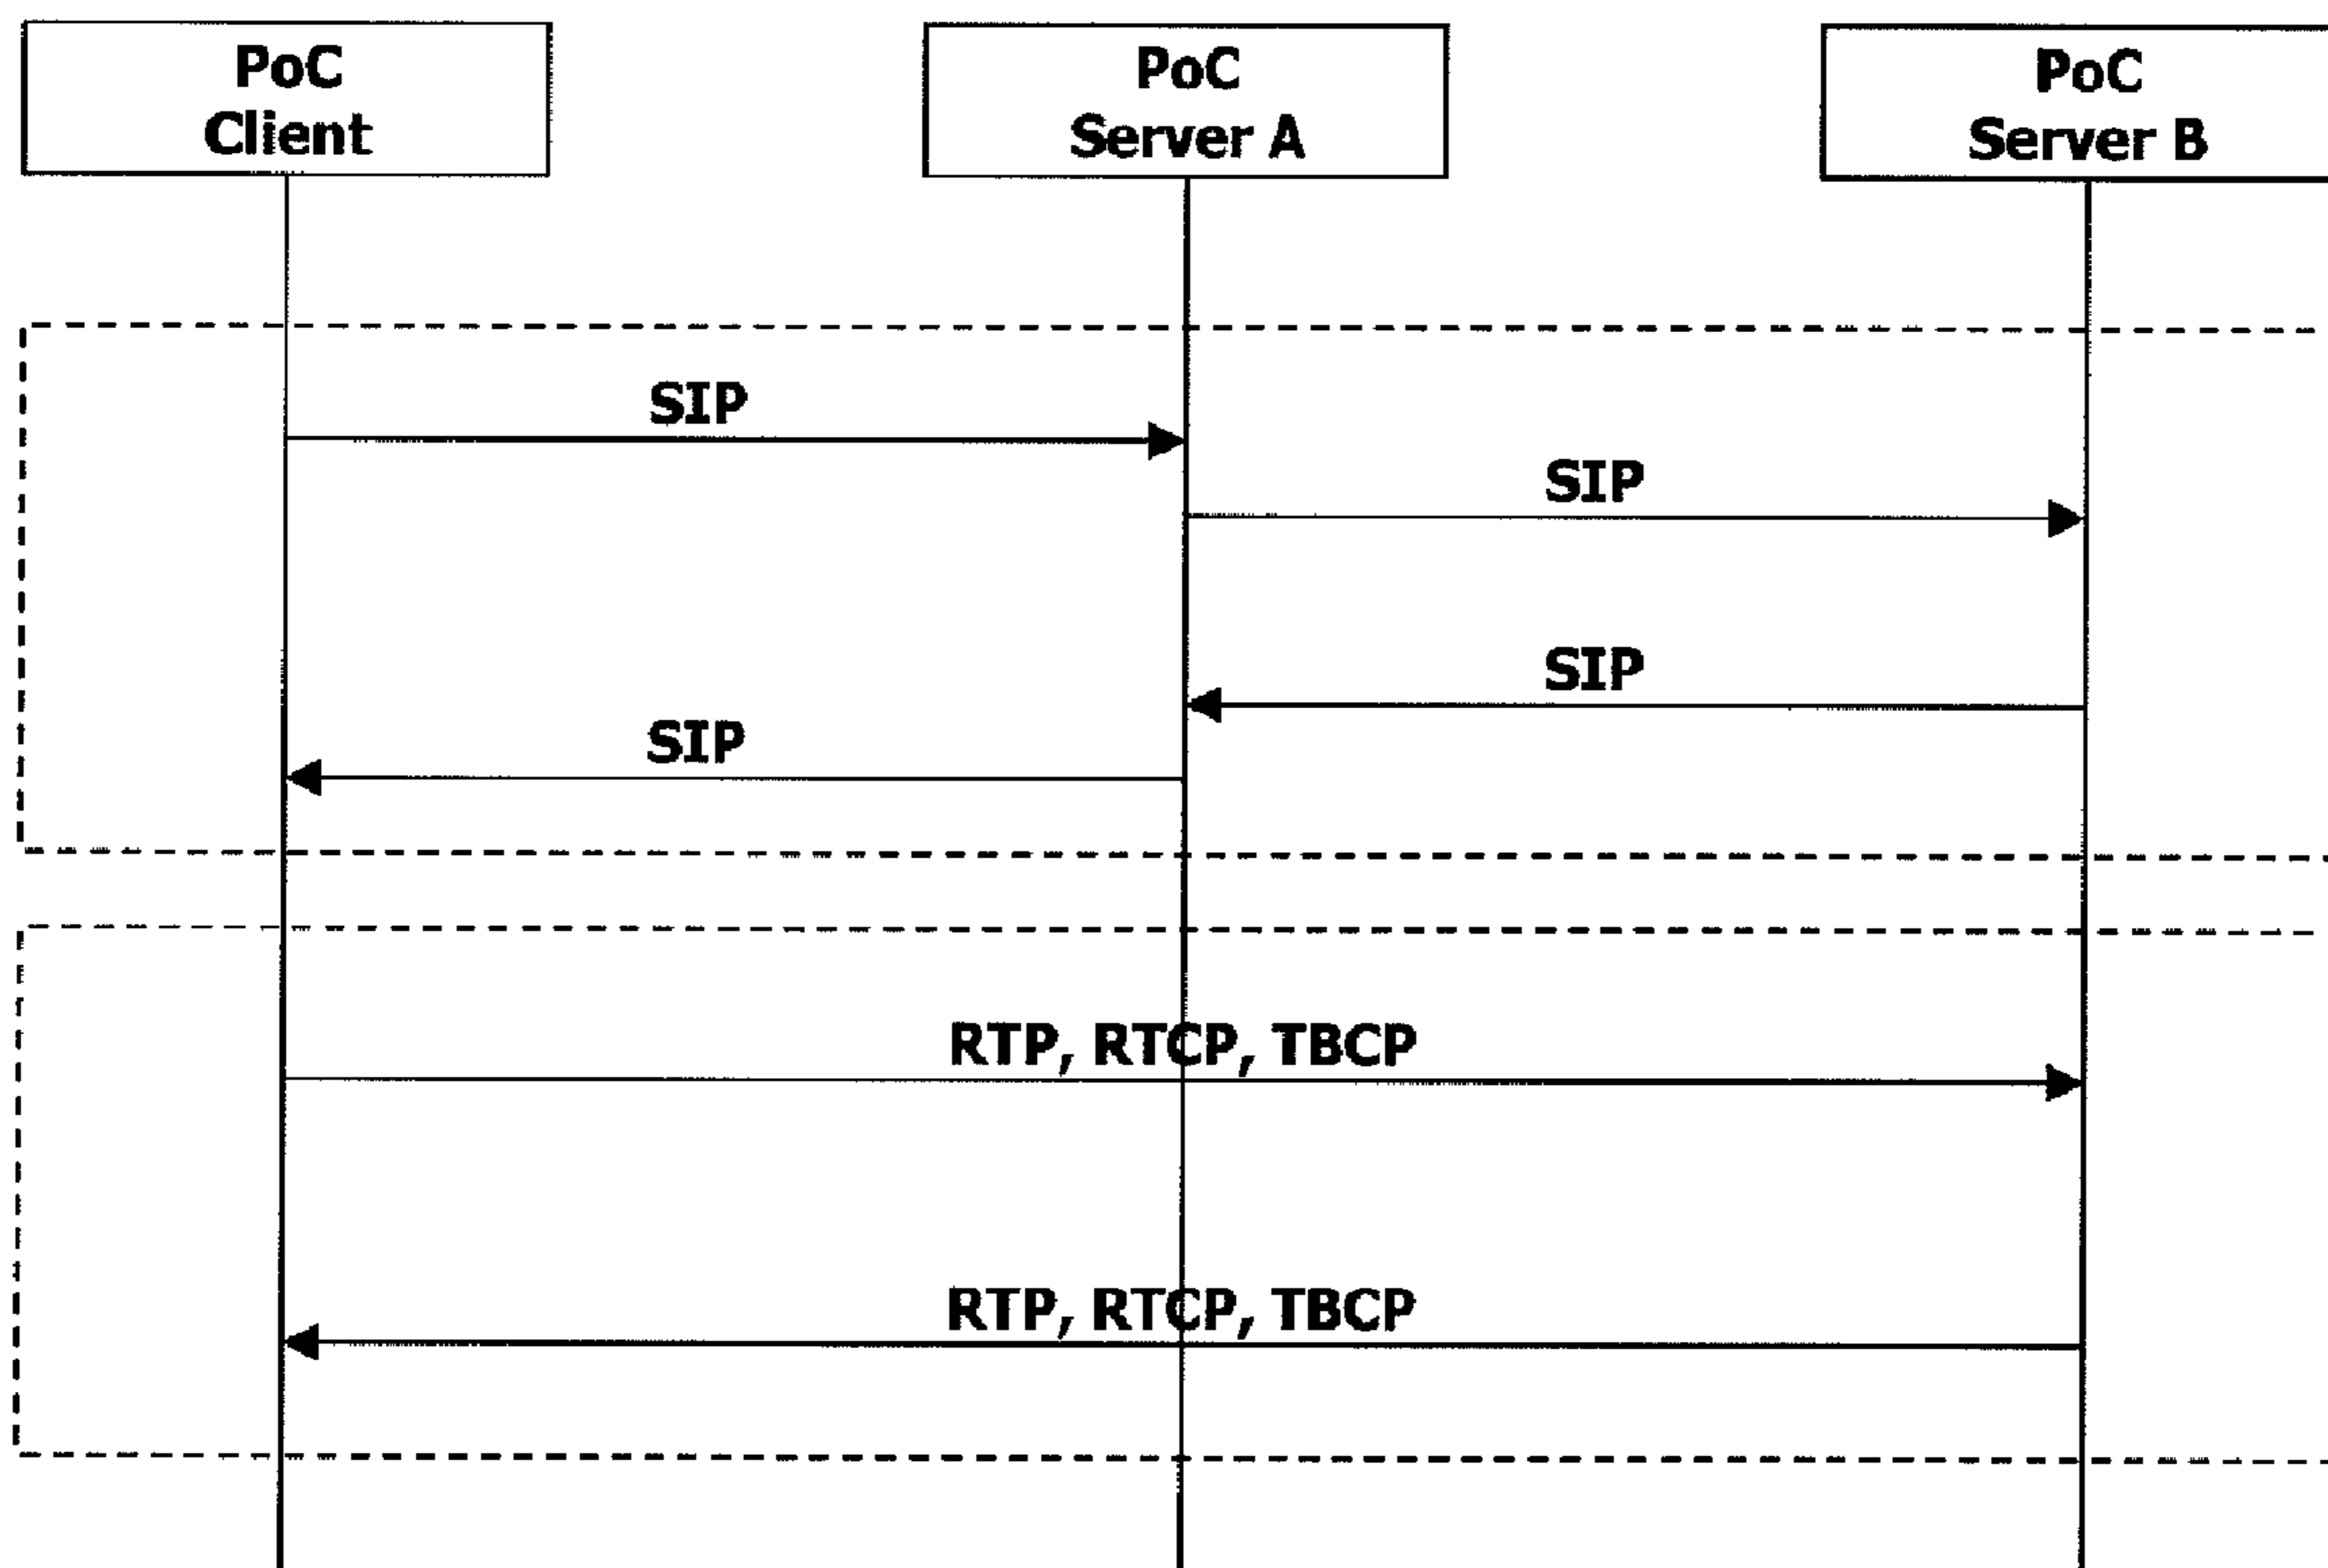 PoC
Client
PoC
Server A
PoC
Server B
SIP
SIP
SIP
SIP
RTP, RTCP, TBCP
RTP, RTCP, TBCP